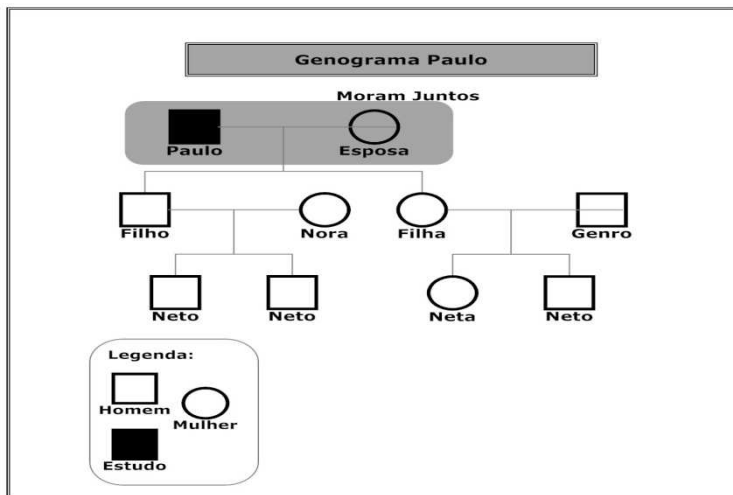 Genograma Paulo
Moram Juntos
Paulo Esposa
Filho Nora Filha Genro
Neto Neto Neta Neto
Legenda:
Homem
Mulher
Estudo